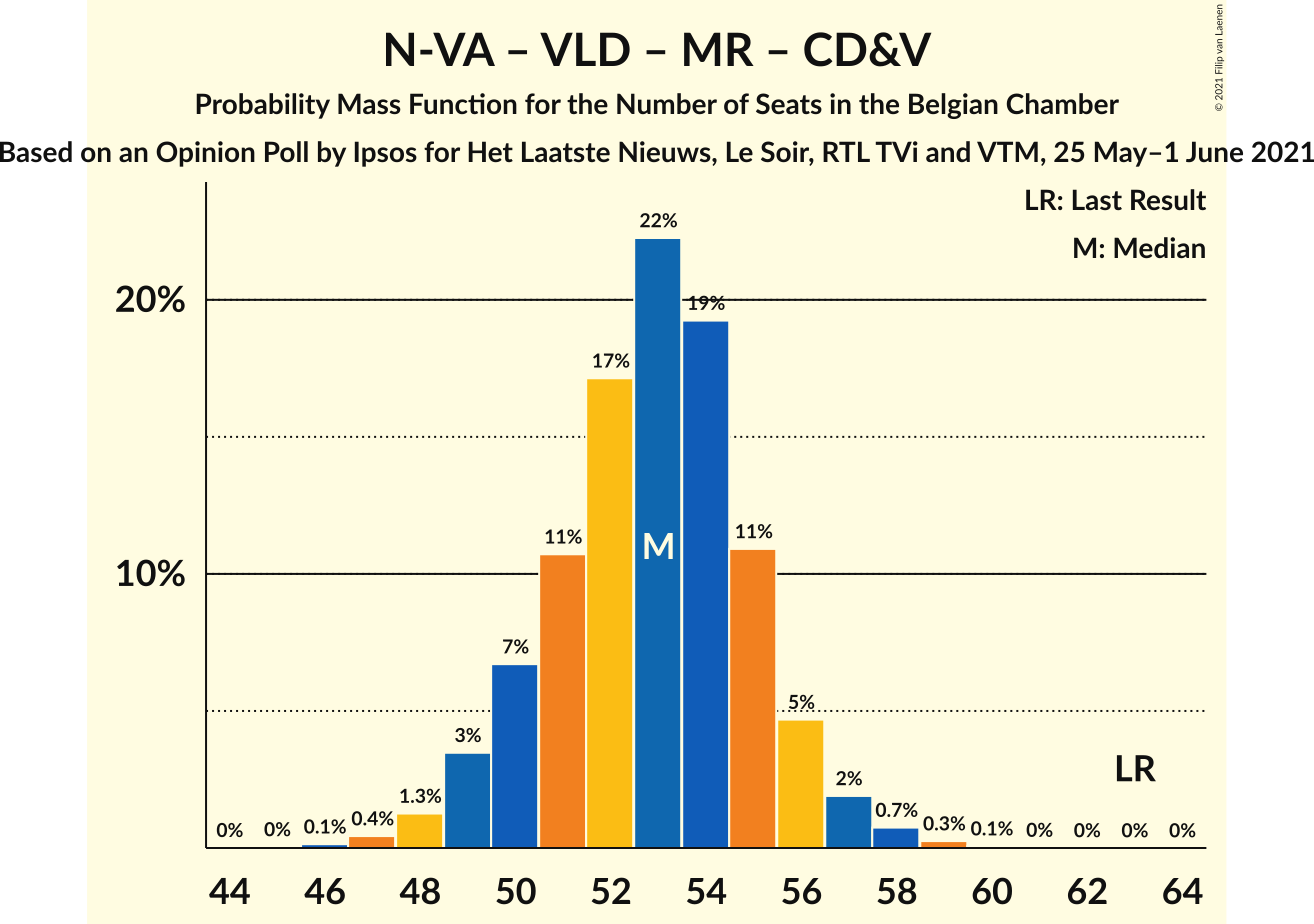 N-VA – VLD – MR – CD&V
Probability Mass Function for the Number of Seats in the Belgian Chamber
Based on an Opinion Poll by Ipsos for Het Laatste Nieuws, Le Soir, RTL TVi and VTM, 25 May–1 June 2021
© 2021 Filip van Laenen
LR: Last Result
M: Median
20%
10%
0% 0% 0.1% 0.4% 1.3% 3% 7% 11% 17% 22% 19% 11% 5% 2% 0.7% 0.3% 0.1% 0% 0% 0% 0%
M
LR
44 46 48 50 52 54 56 58 60 62 64